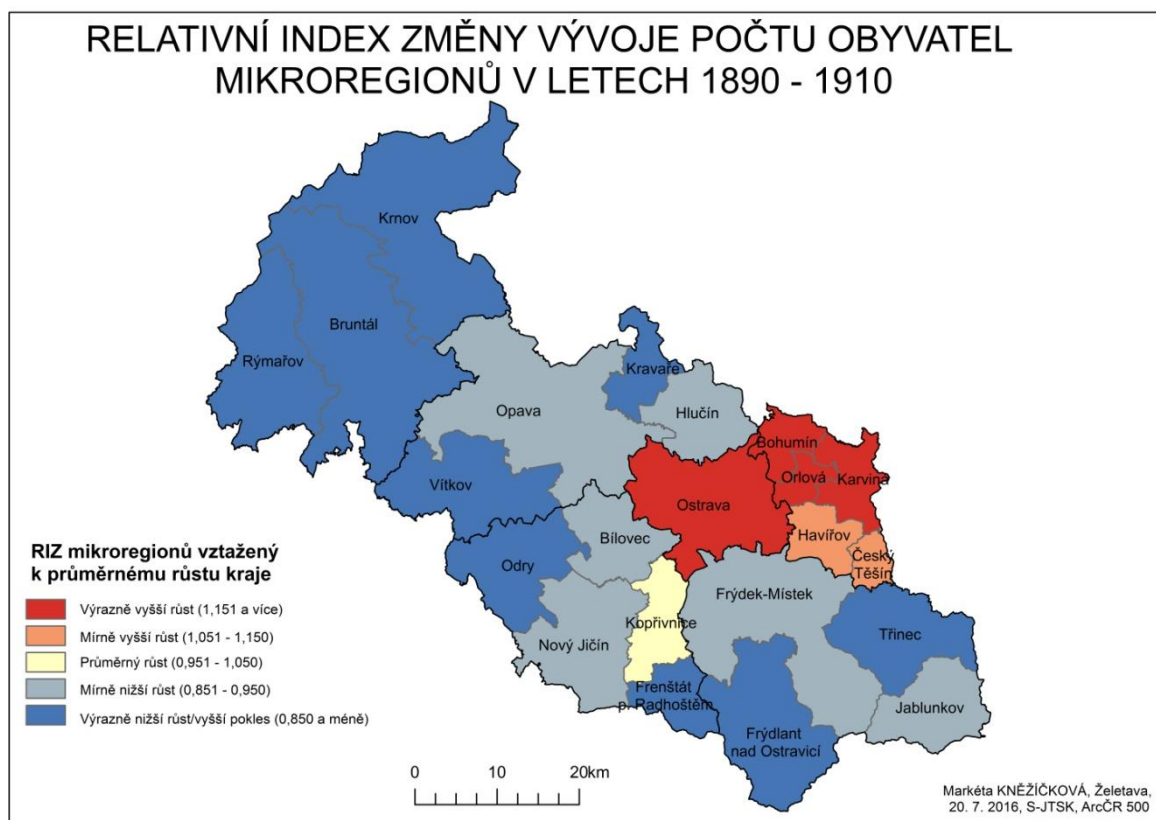 RELATIVNÍ INDEX ZMĚNY VÝVOJE POČTU OBYVATEL
MIKROREGIONŮ V LETECH 1890 - 1910
Krnov
Bruntál
Rýmařov
Kravaře
Opava
Hlučín
Bohumín
Orlová
Karviná
Vítkov
Ostrava
Havířov
Bílovec
Český
Těšín
Odry
Frýdek-Místek
Kopřivnice
Třinec
Nový Jičín
Frenštát
p. Radhoštěm
Jablunkov
Frýdlant
nad Ostravicí
RIZ mikroregionů vztažený
k průměrnému růstu kraje
Výrazně vyšší růst (1,151 a více)
Mírně vyšší růst (1,051 - 1,150)
Průměrný růst (0,951 - 1,050)
Mírně nižší růst (0,851 - 0,950)
Výrazně nižší růst/vyšší pokles (0,850 a méně)
0 10 20km
Markéta KNĚŽÍČKOVÁ, Želetava,
20. 7. 2016, S-JTSK, ArcČR 500